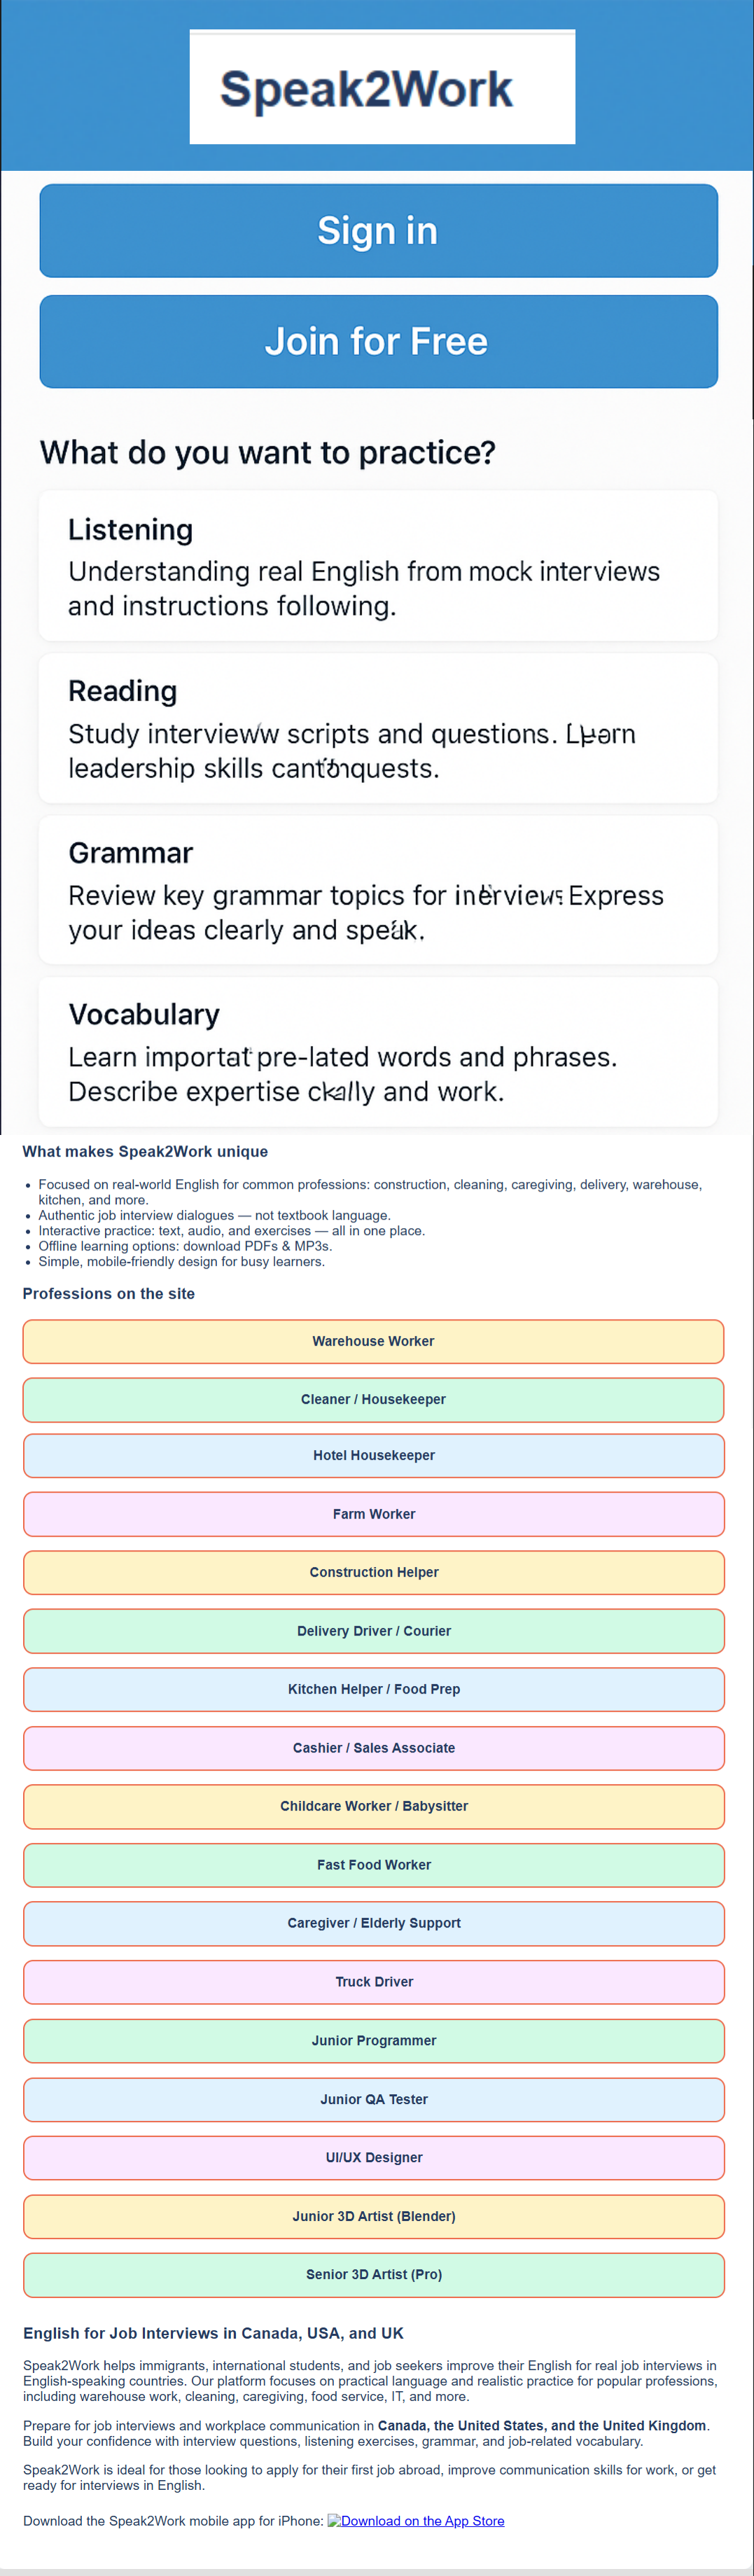 Speak2Work
Sign in
Join for Free
What do you want to practice?
Listening
Understanding real English from mock interviews
and instructions following.
Reading
Study intervieww scripts and questions.
leadership skills
Grammar
Review key grammar topics for Express
your ideas clearly and speak.
Vocabulary
Learn importat pre-lated words and phrases.
Describe expertise and work.
What makes Speak2Work unique
• Focused on real-world English for common professions: construction, cleaning, caregiving, delivery, warehouse,
kitchen, and more.
• Authentic job interview dialogues — not textbook language.
• Interactive practice: text, audio, and exercises — all in one place.
• Offline learning options: download PDFs & MP3s.
• Simple, mobile-friendly design for busy learners.
Professions on the site
Warehouse Worker
Cleaner / Housekeeper
Hotel Housekeeper
Farm Worker
Construction Helper
Delivery Driver / Courier
Kitchen Helper / Food Prep
Cashier / Sales Associate
Childcare Worker / Babysitter
Fast Food Worker
Caregiver / Elderly Support
Truck Driver
Junior Programmer
Junior QA Tester
UI/UX Designer
Junior 3D Artist (Blender)
Senior 3D Artist (Pro)
English for Job Interviews in Canada, USA, and UK
Speak2Work helps immigrants, international students, and job seekers improve their English for real job interviews in
English-speaking countries. Our platform focuses on practical language and realistic practice for popular professions,
including warehouse work, cleaning, caregiving, food service, IT, and more.
Prepare for job interviews and workplace communication in Canada, the United States, and the United Kingdom.
Build your confidence with interview questions, listening exercises, grammar, and job-related vocabulary.
Speak2Work is ideal for those looking to apply for their first job abroad, improve communication skills for work, or get
ready for interviews in English.
Download the Speak2Work mobile app for iPhone: Download on the App Store